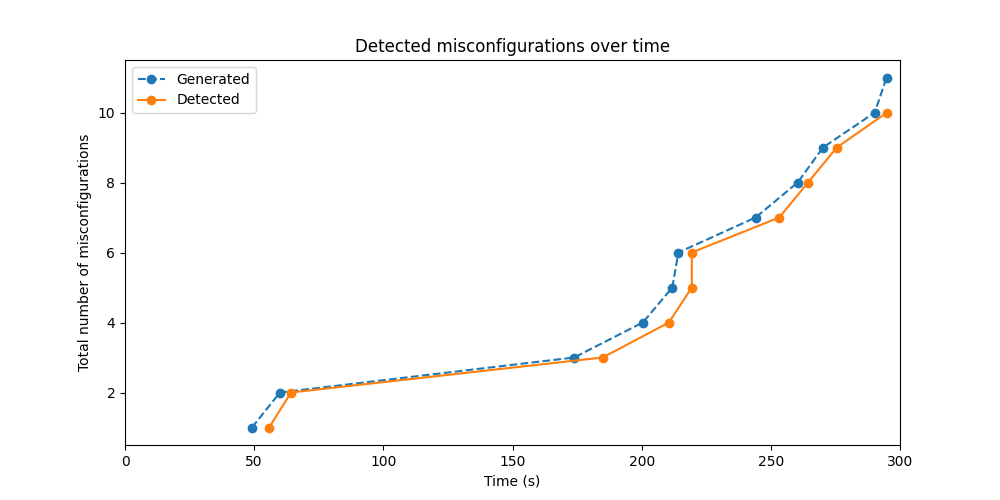 Detected misconfigurations over time
Generated
Detected
Total number of misconfigurations
10
8
6
4
2
0 50 100 150 200 250 300
Time (s)